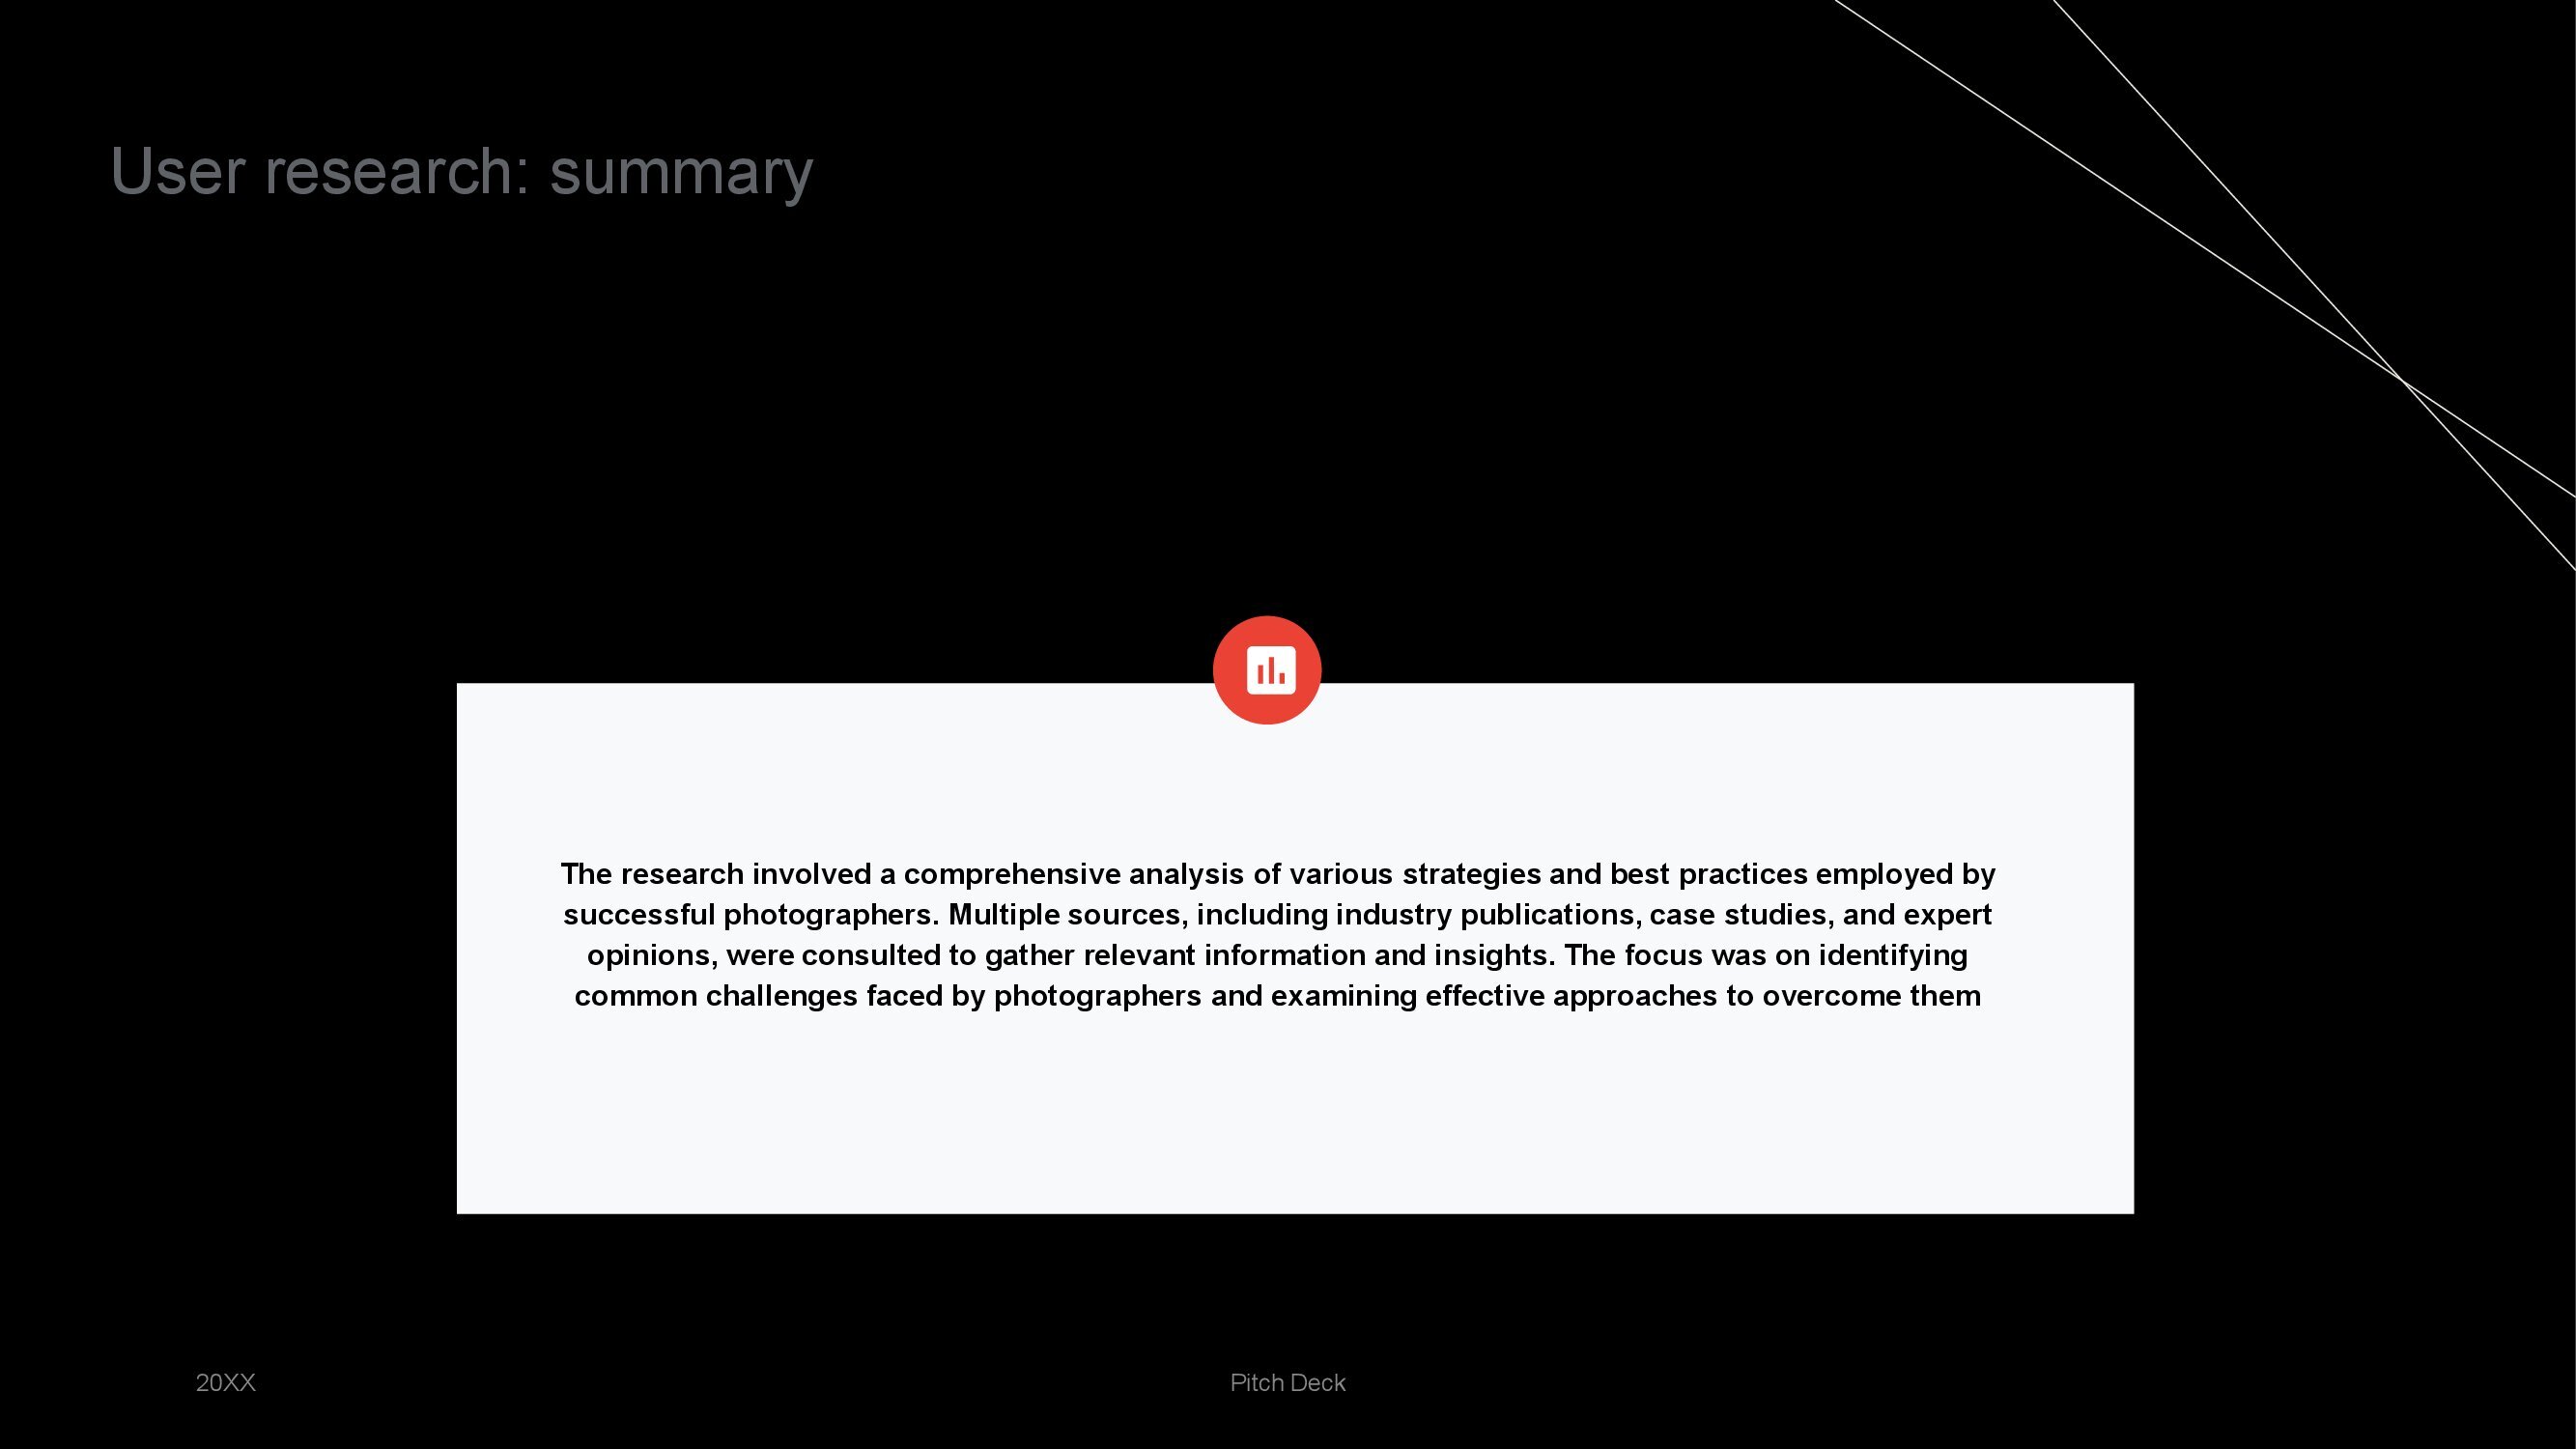 User research: summary
The research involved a comprehensive analysis of various strategies and best practices employed by
successful photographers. Multiple sources, including industry publications, case studies, and expert
opinions, were consulted to gather relevant information and insights. The focus was on identifying
common challenges faced by photographers and examining effective approaches to overcome them
20XX
Pitch Deck